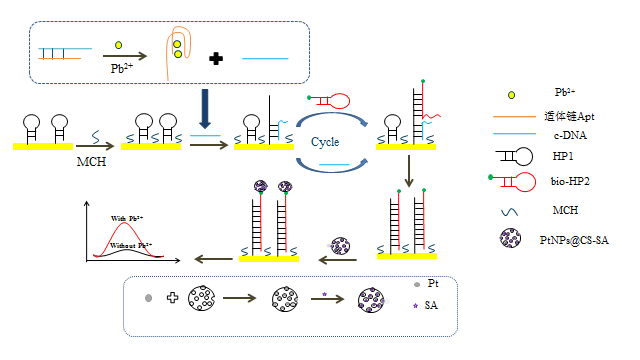 Pb²⁺
MCH
Cycle
With Pb²⁺
Without Pb²⁺
Pt
SA
Pb²⁺
适体链Apt
c-DNA
HP1
bio-HP2
MCH
PtNPs@CS-SA